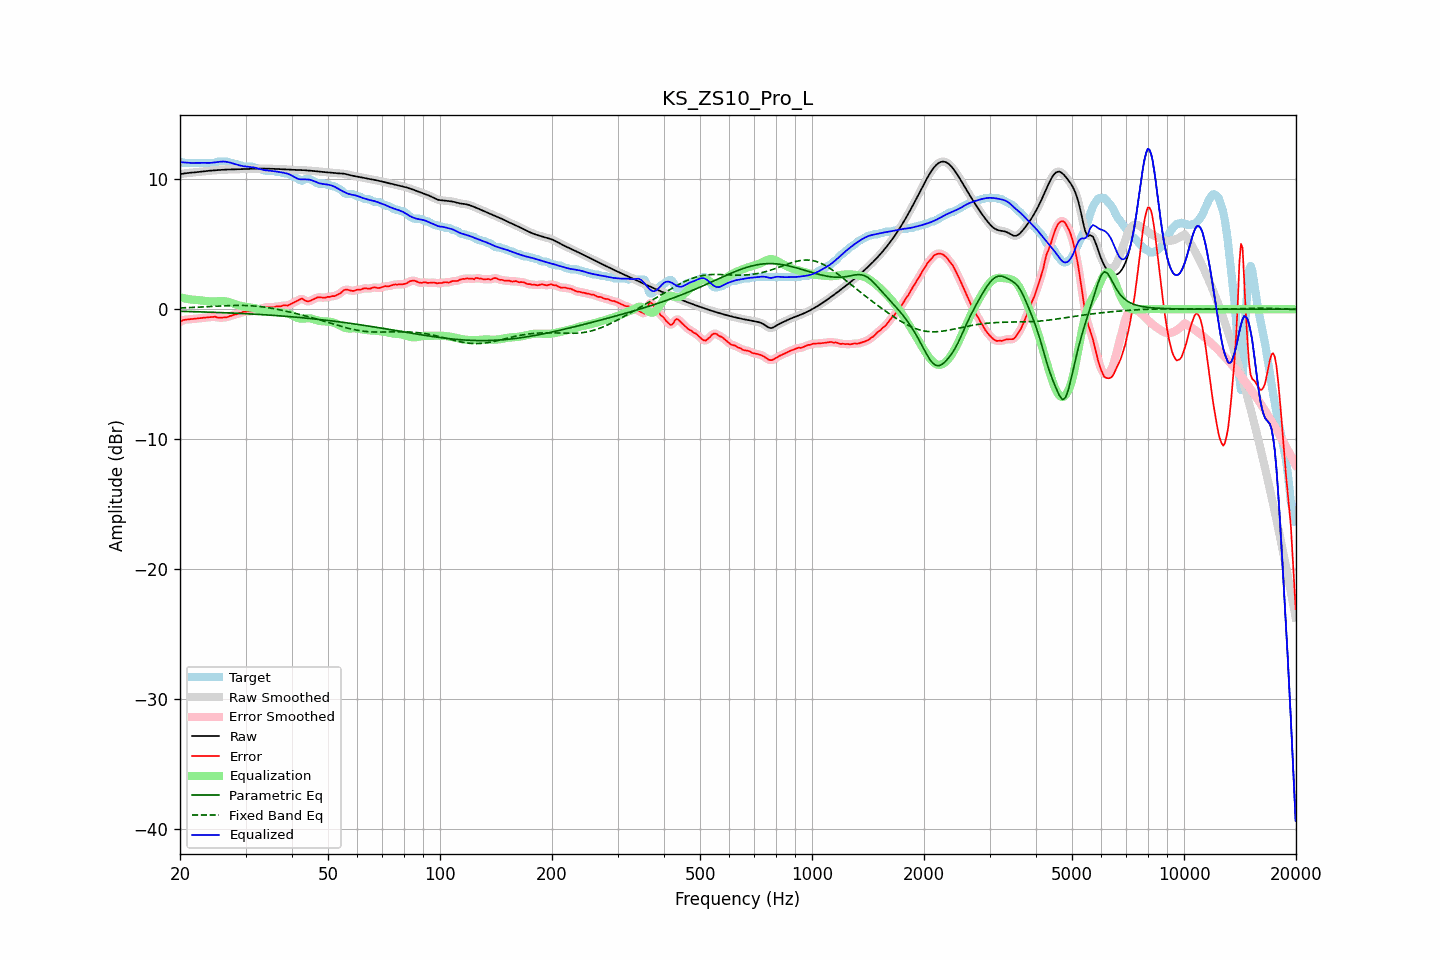 KS_ZS10_Pro_L
Amplitude (dBr)
10
0
−10
−20
−30
−40
Target
Raw Smoothed
Error Smoothed
Raw
Error
Equalization
Parametric Eq
Fixed Band Eq
Equalized
20 50 100 200 500 1000 2000 5000 10000 20000
Frequency (Hz)